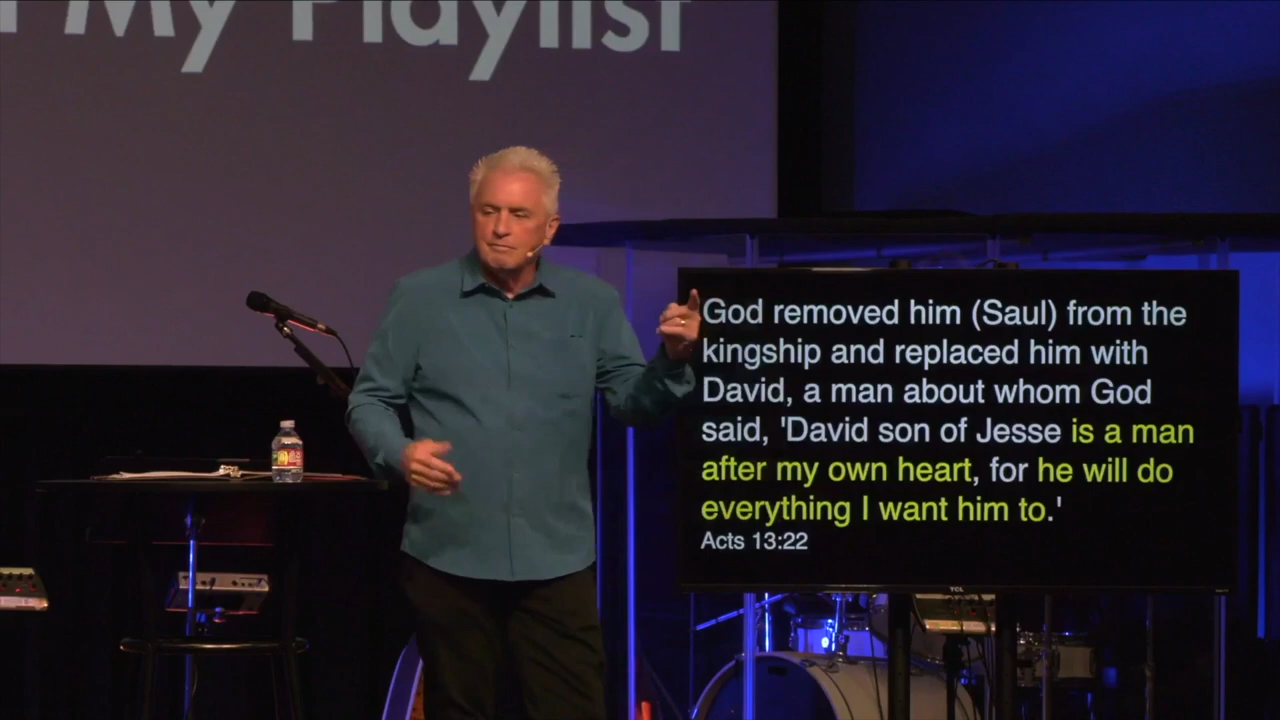 My Playlist
God removed him (Saul) from the
kingship and replaced him with
David, a man about whom God
said, 'David son of Jesse is a man
after my own heart, for he will do
everything I want him to.'
Acts 13:22
TCL